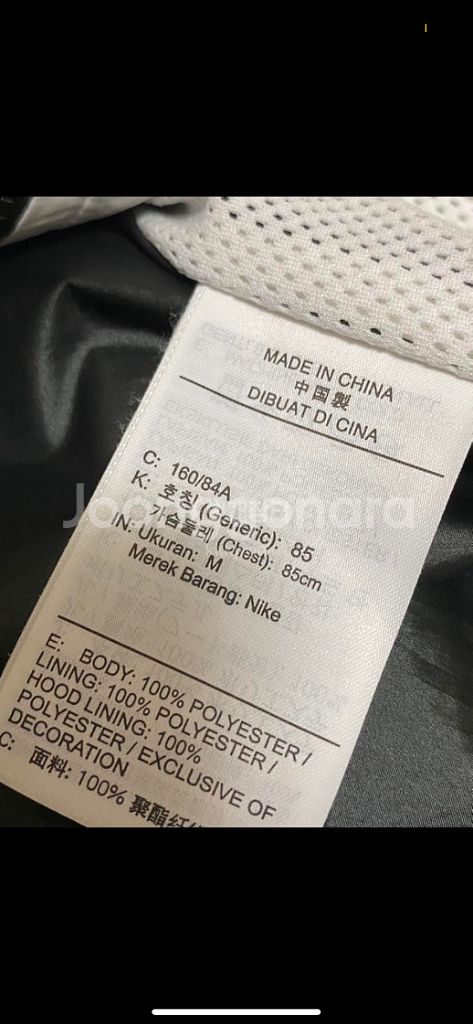 MADE IN CHINA
中国製
DIBUAT DI CINA
C: 160/84A
K: 호칭(Generic): 85
가슴둘레 (Chest): 85cm
IN: Ukuran: M
Merek Barang: Nike
Joongonara
E: BODY: 100% POLYESTER /
LINING: 100% POLYESTER /
HOOD LINING: 100%
POLYESTER / EXCLUSIVE OF
DECORATION
C: 面料: 100% 聚酯纤